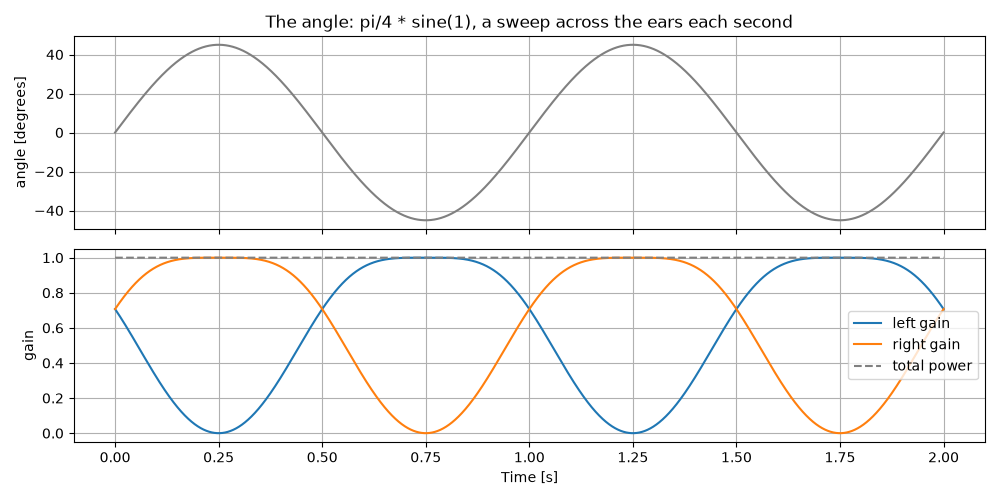 The angle: pi/4 * sine(1), a sweep across the ears each second
angle [degrees]
40
20
0
−20
−40
gain
1.0
0.8
0.6
0.4
0.2
0.0
left gain
right gain
total power
0.00 0.25 0.50 0.75 1.00 1.25 1.50 1.75 2.00
Time [s]